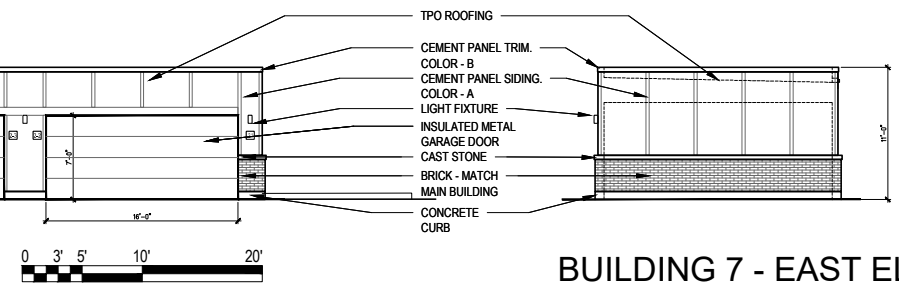 TPO ROOFING
CEMENT PANEL TRIM.
COLOR - B
CEMENT PANEL SIDING.
COLOR - A
LIGHT FIXTURE
INSULATED METAL
GARAGE DOOR
CAST STONE
BRICK - MATCH
MAIN BUILDING
CONCRETE
CURB
7'-0"
16'-0"
11'-0"
0 3' 5' 10' 20'
BUILDING 7 - EAST EL